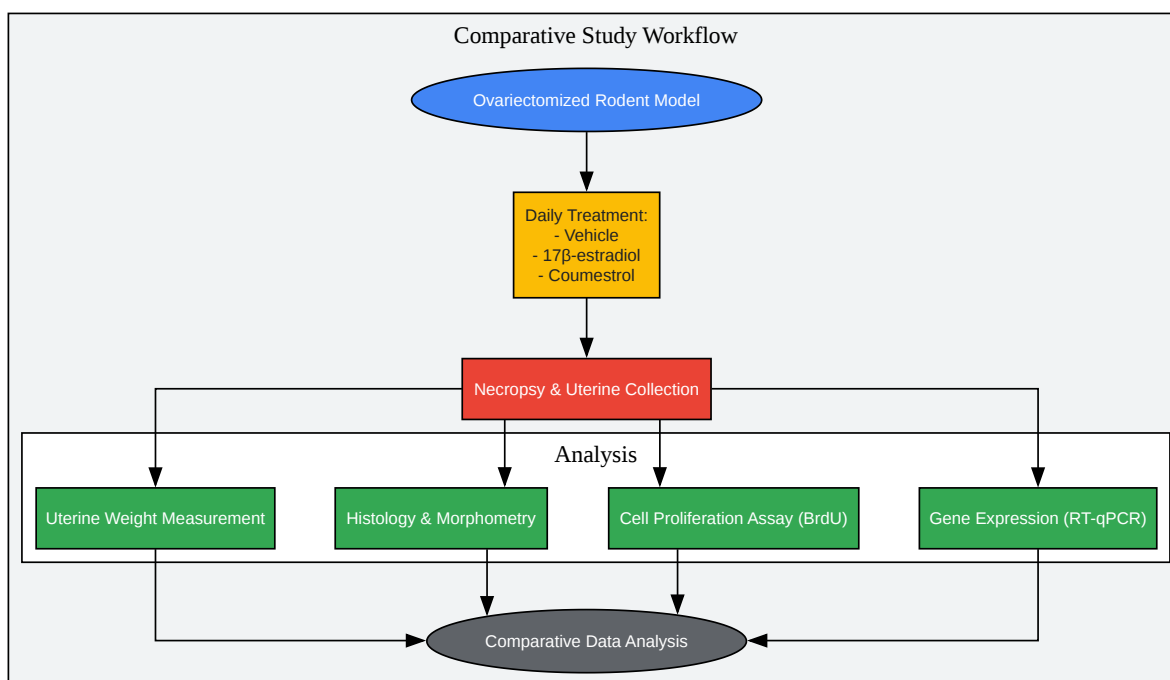 Comparative Study Workflow
Ovariectomized Rodent Model
Daily Treatment:
- Vehicle
- 17β-estradiol
- Coumestrol
Necropsy & Uterine Collection
Analysis
Uterine Weight Measurement
Histology & Morphometry
Cell Proliferation Assay (BrdU)
Gene Expression (RT-qPCR)
Comparative Data Analysis